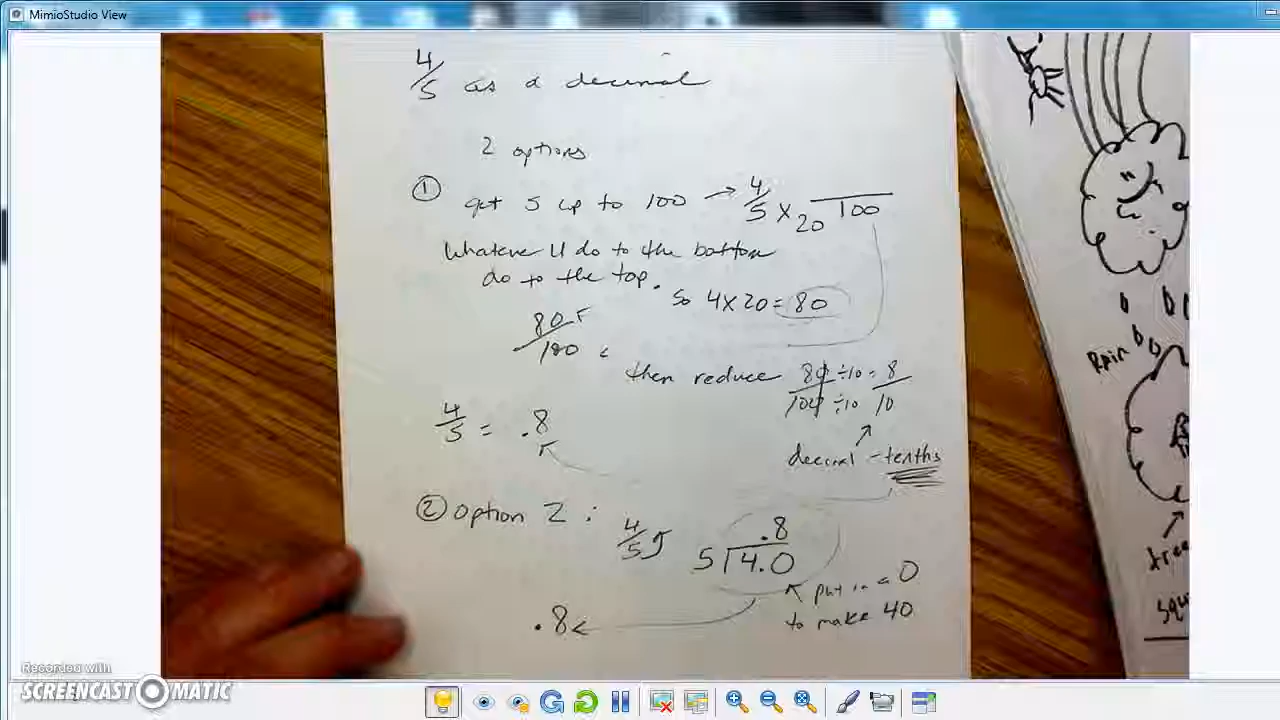 MimioStudio View
4/5 as a decimal
2 options
① get 5 up to 100 → 4/5 × 20 /100
Whatever U do to the bottom
do to the top.
So 4 x 20 = 80
80/100
then reduce 80/100 ÷10 ÷10 = 8/10
4/5 = .8
decimal - tenths
② Option 2 :
4/5
.8
5 4.0
put in a 0
to make 40
.8
Rain
Recorded with
SCREENCAST MATIC